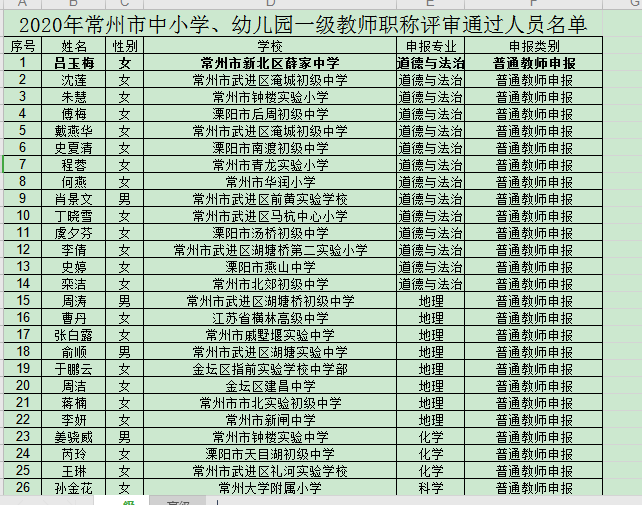 A B C D E F G
2020年常州市中小学、幼儿园一级教师职称评审通过人员名单
序号 姓名 性别 学校 申报专业 申报类别
1 吕玉梅 女 常州市新北区薛家中学 道德与法治 普通教师申报
2 沈莲 女 常州市武进区淹城初级中学 道德与法治 普通教师申报
3 朱慧 女 常州市钟楼实验小学 道德与法治 普通教师申报
4 傅梅 女 溧阳市后周初级中学 道德与法治 普通教师申报
5 戴燕华 女 常州市武进区淹城初级中学 道德与法治 普通教师申报
6 史夏清 女 溧阳市南渡初级中学 道德与法治 普通教师申报
7 程蓉 女 常州市青龙实验小学 道德与法治 普通教师申报
8 何燕 女 常州市华润小学 道德与法治 普通教师申报
9 肖景文 男 常州市武进区前黄实验学校 道德与法治 普通教师申报
10 丁晓雪 女 常州市武进区马杭中心小学 道德与法治 普通教师申报
11 虞夕芬 女 溧阳市汤桥初级中学 道德与法治 普通教师申报
12 李倩 女 常州市武进区湖塘桥第二实验小学 道德与法治 普通教师申报
13 史婷 女 溧阳市燕山中学 道德与法治 普通教师申报
14 栾洁 女 常州市北郊初级中学 道德与法治 普通教师申报
15 周涛 男 常州市武进区湖塘桥初级中学 地理 普通教师申报
16 曹丹 女 江苏省横林高级中学 地理 普通教师申报
17 张白露 女 常州市戚墅堰实验中学 地理 普通教师申报
18 俞顺 男 常州市武进区湖塘实验中学 地理 普通教师申报
19 于鹏云 女 金坛区指前实验学校中学部 地理 普通教师申报
20 周洁 女 金坛区建昌中学 地理 普通教师申报
21 蒋楠 女 常州市市北实验初级中学 地理 普通教师申报
22 李妍 女 常州市新闸中学 地理 普通教师申报
23 姜骁威 男 常州市钟楼实验中学 化学 普通教师申报
24 芮玲 女 溧阳市天目湖初级中学 化学 普通教师申报
25 王琳 女 常州市武进区礼河实验学校 化学 普通教师申报
26 孙金花 女 常州大学附属小学 科学 普通教师申报